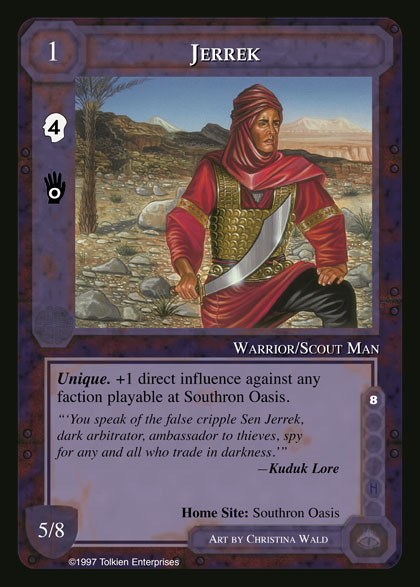 1
JERREK
4
0
WARRIOR/SCOUT MAN
Unique. +1 direct influence against any
faction playable at Southron Oasis.
“‘You speak of the false cripple Sen Jerrek,
dark arbitrator, ambassador to thieves, spy
for any and all who trade in darkness.’”
—Kuduk Lore
8
H
Home Site: Southron Oasis
5/8
ART BY CHRISTINA WALD
©1997 Tolkien Enterprises